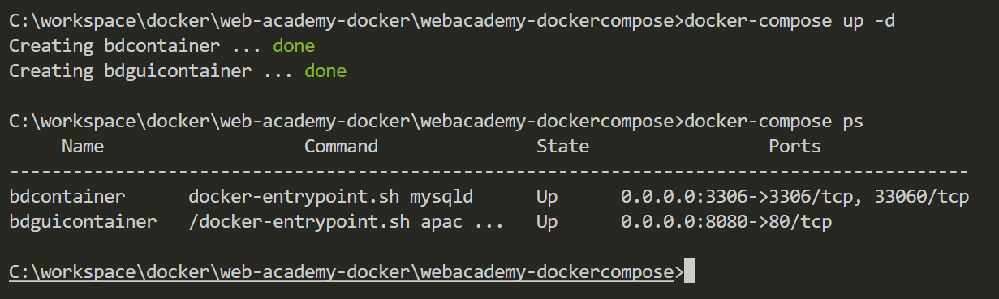 C:\workspace\docker\web-academy-docker\webacademy-dockercompose>docker-compose up -d
Creating bdcontainer ... done
Creating bdguicontainer ... done
C:\workspace\docker\web-academy-docker\webacademy-dockercompose>docker-compose ps
Name Command State Ports
-------------------------------------------------------------------------------------------
bdcontainer docker-entrypoint.sh mysqld Up 0.0.0.0:3306->3306/tcp, 33060/tcp
bdguicontainer /docker-entrypoint.sh apac ... Up 0.0.0.0:8080->80/tcp
C:\workspace\docker\web-academy-docker\webacademy-dockercompose>